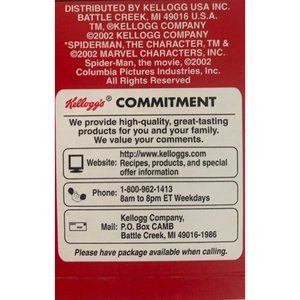 DISTRIBUTED BY KELLOGG USA INC.
BATTLE CREEK, MI 49016 U.S.A.
TM, ®KELLOGG COMPANY
©2002 KELLOGG COMPANY
*SPIDERMAN, THE CHARACTER, TM &
©2002 MARVEL CHARACTERS, INC.
Spider-Man, the movie, ©2002
Columbia Pictures Industries, Inc.
All Rights Reserved
Kellogg's® COMMITMENT
We provide high-quality, great-tasting
products for you and your family.
We value your comments.
Website: http://www.kelloggs.com
Recipes, products, and special
offer information
Phone: 1-800-962-1413
8am to 8pm ET Weekdays
Kellogg Company,
Mail: P.O. Box CAMB
Battle Creek, MI 49016-1986
Please have package available when calling.